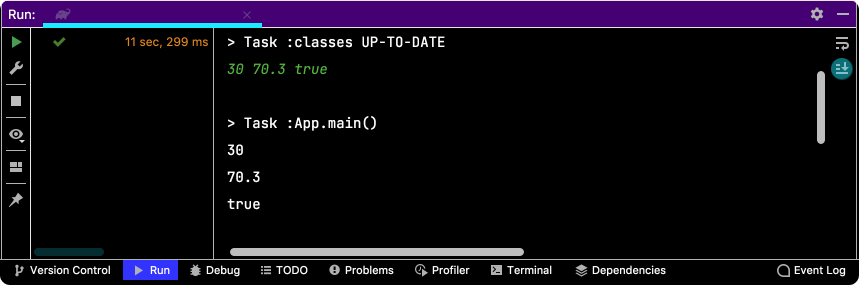 Run:
11 sec, 299 ms
> Task :classes UP-TO-DATE
30 70.3 true
> Task :App.main()
30
70.3
true
Version Control Run Debug TODO Problems Profiler Terminal Dependencies Event Log